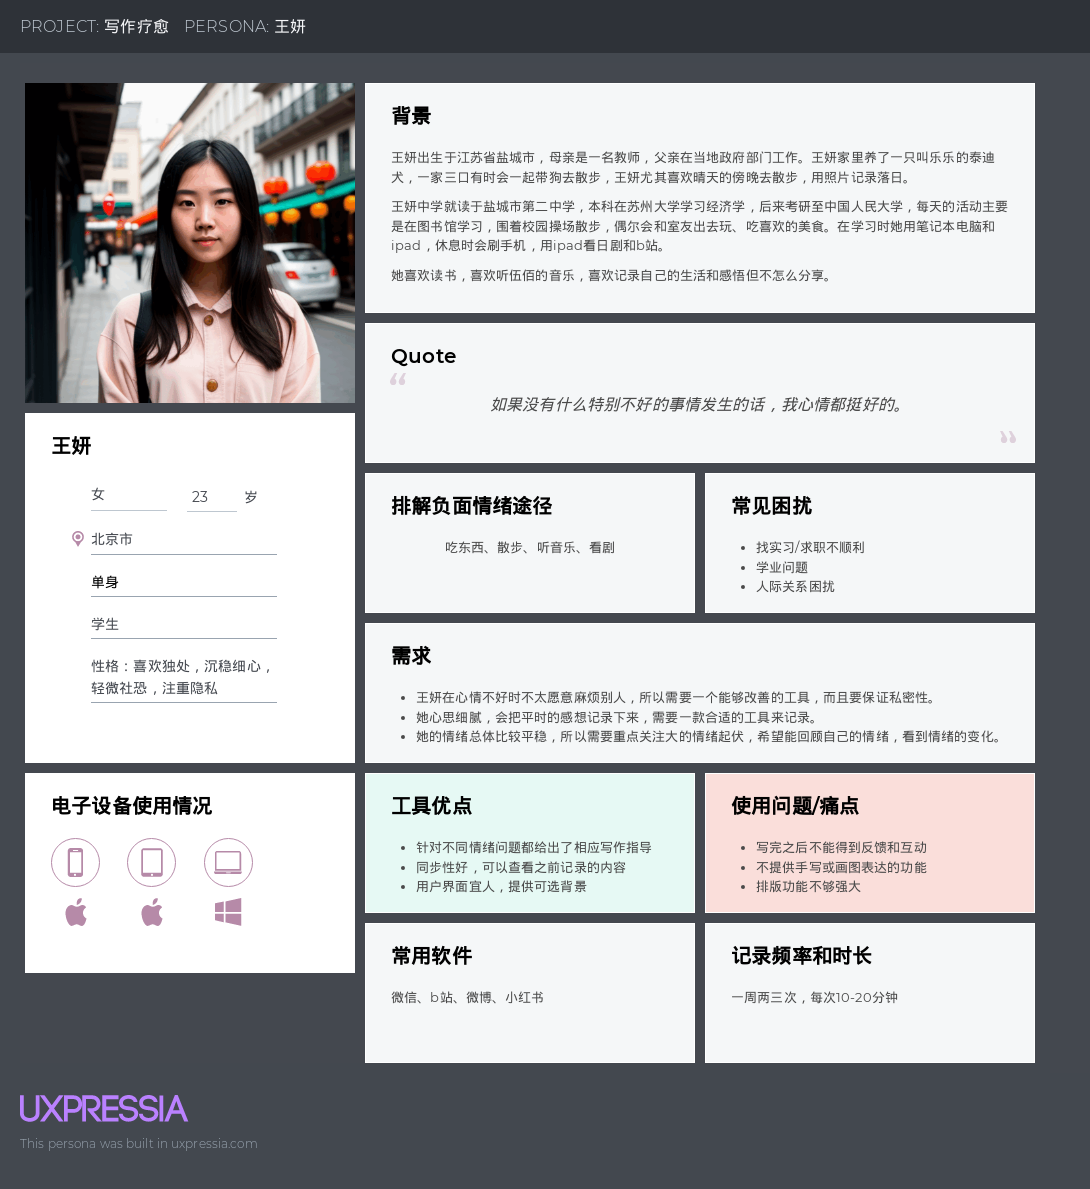 PROJECT: 写作疗愈 PERSONA: 王妍
背景
王妍出生于江苏省盐城市，母亲是一名教师，父亲在当地政府部门工作。王妍家里养了一只叫乐乐的泰迪
犬，一家三口有时会一起带狗去散步，王妍尤其喜欢晴天的傍晚去散步，用照片记录落日。
王妍中学就读于盐城市第二中学，本科在苏州大学学习经济学，后来考研至中国人民大学，每天的活动主要
是在图书馆学习，围着校园操场散步，偶尔会和室友出去玩、吃喜欢的美食。在学习时她用笔记本电脑和
ipad，休息时会刷手机，用ipad看日剧和b站。
她喜欢读书，喜欢听伍佰的音乐，喜欢记录自己的生活和感悟但不怎么分享。
Quote
“
如果没有什么特别不好的事情发生的话，我心情都挺好的。
”
王妍
女 23 岁
北京市
单身
学生
性格：喜欢独处，沉稳细心，
轻微社恐，注重隐私
排解负面情绪途径
吃东西、散步、听音乐、看剧
常见困扰
• 找实习/求职不顺利
• 学业问题
• 人际关系困扰
需求
• 王妍在心情不好时不太愿意麻烦别人，所以需要一个能够改善的工具，而且要保证私密性。
• 她心思细腻，会把平时的感想记录下来，需要一款合适的工具来记录。
• 她的情绪总体比较平稳，所以需要重点关注大的情绪起伏，希望能回顾自己的情绪，看到情绪的变化。
电子设备使用情况
工具优点
• 针对不同情绪问题都给出了相应写作指导
• 同步性好，可以查看之前记录的内容
• 用户界面宜人，提供可选背景
使用问题/痛点
• 写完之后不能得到反馈和互动
• 不提供手写或画图表达的功能
• 排版功能不够强大
常用软件
微信、b站、微博、小红书
记录频率和时长
一周两三次，每次10-20分钟
UXPRESSIA
This persona was built in uxpressia.com